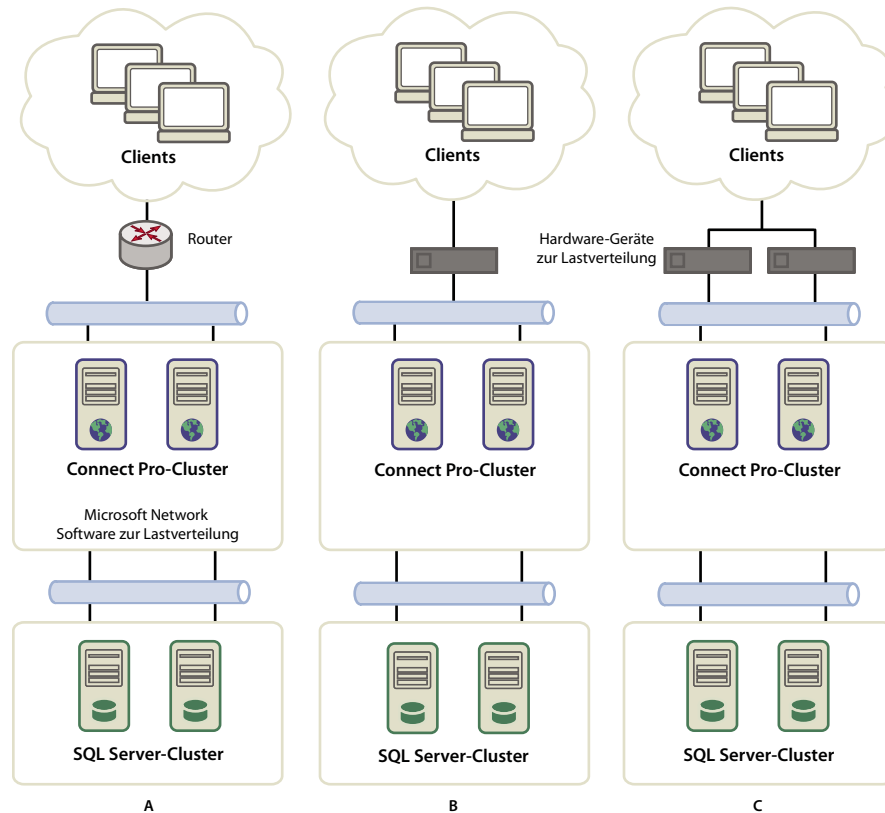 Clients
Clients
Clients
Router
Hardware-Geräte
zur Lastverteilung
Connect Pro-Cluster
Connect Pro-Cluster
Connect Pro-Cluster
Microsoft Network
Software zur Lastverteilung
SQL Server-Cluster
SQL Server-Cluster
SQL Server-Cluster
A
B
C